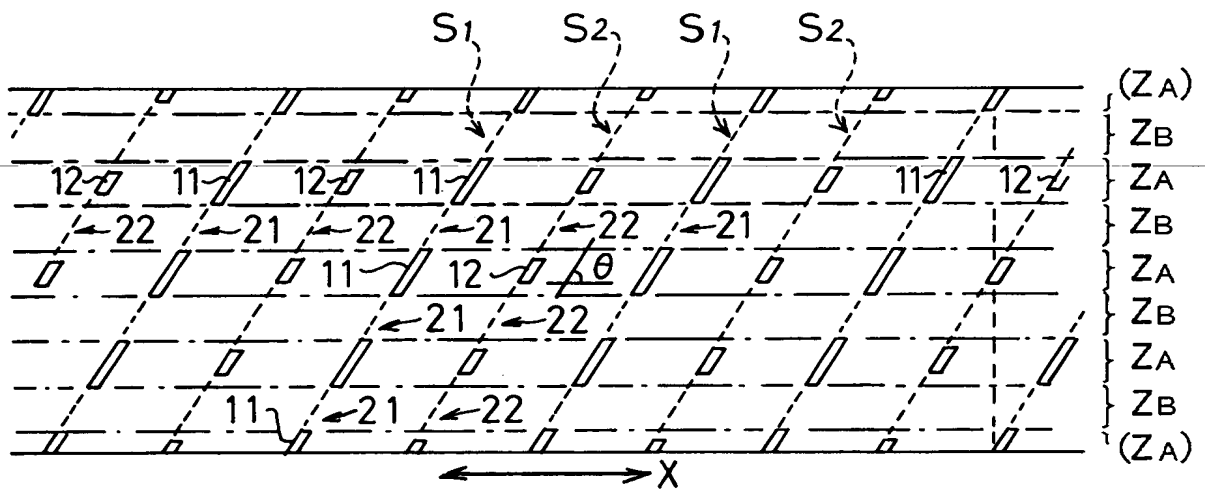 S1 S2 S1 S2
(ZA)
ZB
12 11 12 11 11 12 ZA
22 21 22 21 22 21 ZB
11 12 θ ZA
21 22 ZB
ZA
11 21 22 ZB
(ZA)
X